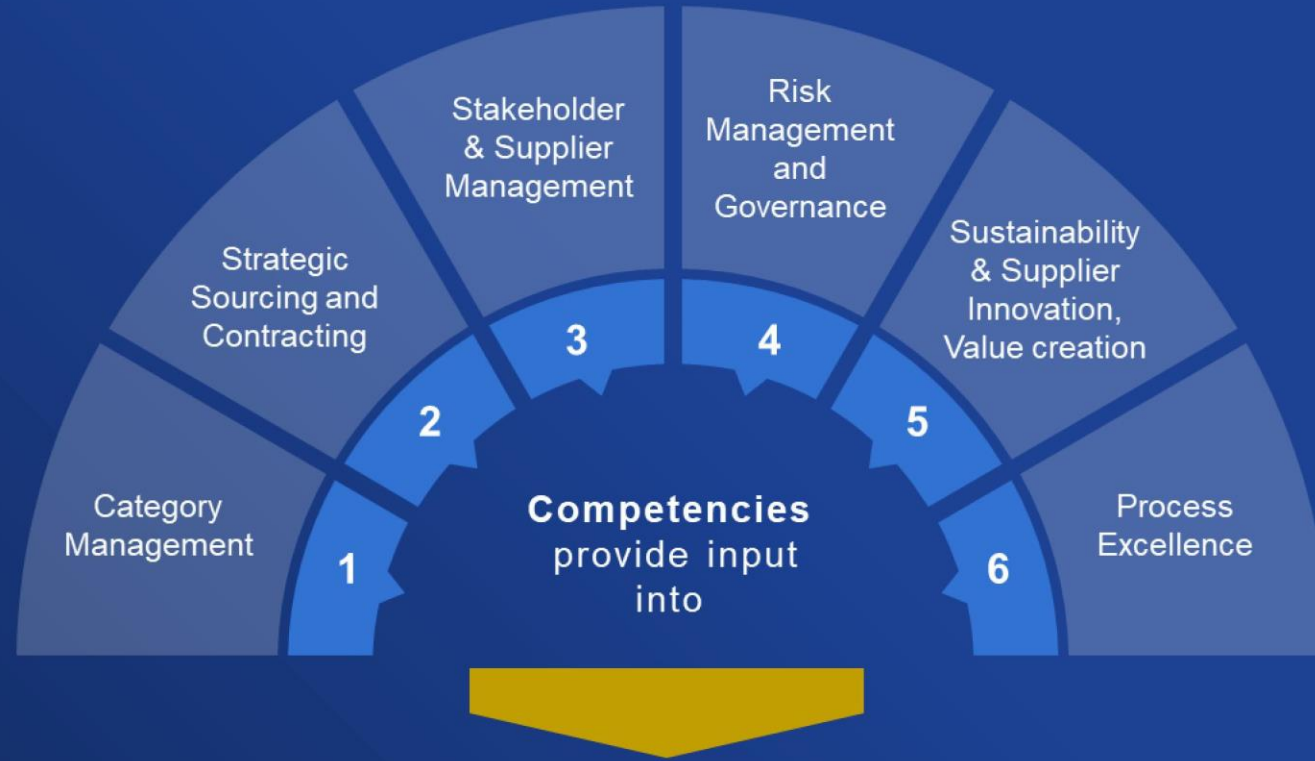 Category
Management
1
Strategic
Sourcing and
Contracting
2
Stakeholder
& Supplier
Management
3
Risk
Management
and
Governance
4
Sustainability
& Supplier
Innovation,
Value creation
5
Process
Excellence
6
Competencies
provide input
into